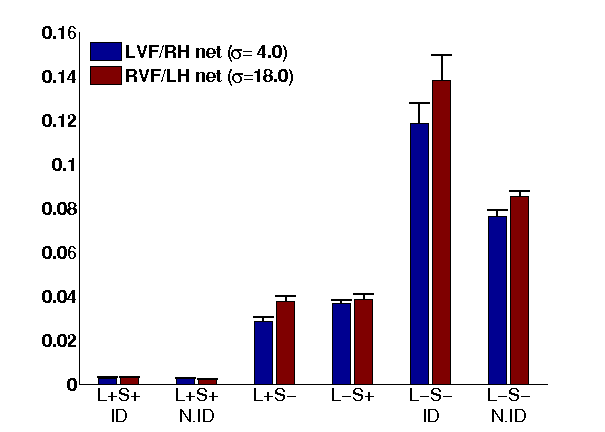 0.16
LVF/RH net (σ= 4.0)
0.14
RVF/LH net (σ=18.0)
0.12
0.1
0.08
0.06
0.04
0.02
0
L+S+ L+S+ L+S− L−S+ L−S− L−S−
ID N.ID ID N.ID